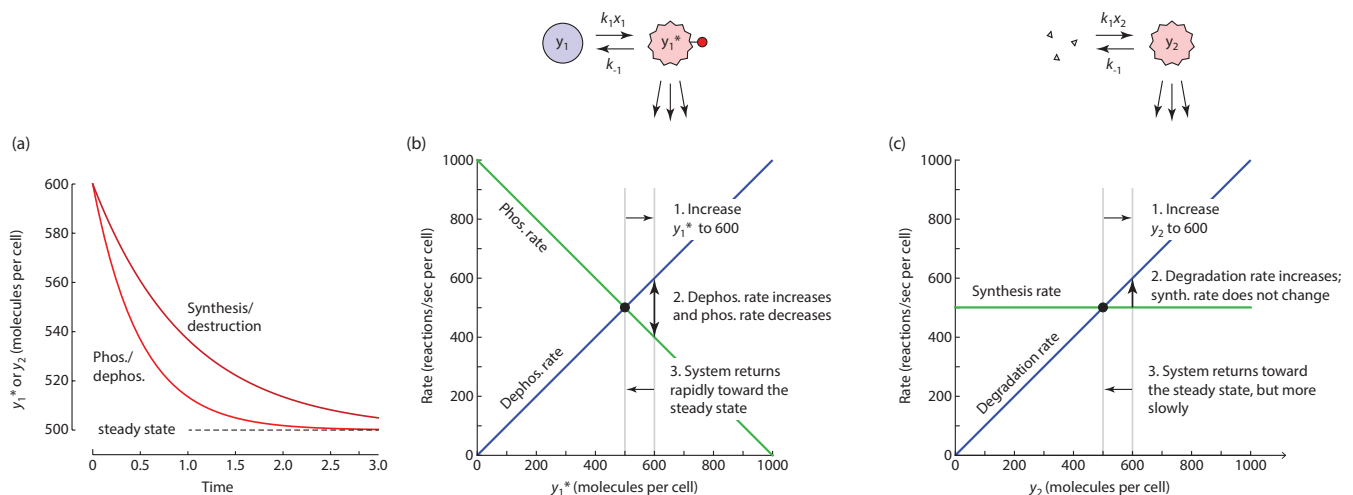 k₁x₁
y₁
y₁*
k₋₁
k₁x₂
y₂
k₋₁
(a)
y₁* or y₂ (molecules per cell)
600
580
560
540
520
500
Synthesis/
destruction
Phos./
dephos.
steady state
0
0.5
1.0
1.5
2.0
2.5
3.0
Time
(b)
Rate (reactions/sec per cell)
1000
800
600
400
200
0
Phos. rate
Dephos. rate
1. Increase
y₁* to 600
2. Dephos. rate increases
and phos. rate decreases
3. System returns
rapidly toward the
steady state
0
200
400
600
800
1000
y₁* (molecules per cell)
(c)
Rate (reactions/sec per cell)
1000
800
600
400
200
0
Synthesis rate
Degradation rate
1. Increase
y₂ to 600
2. Degradation rate increases;
synth. rate does not change
3. System returns toward
the steady state, but more
slowly
0
200
400
600
800
1000
y₂ (molecules per cell)